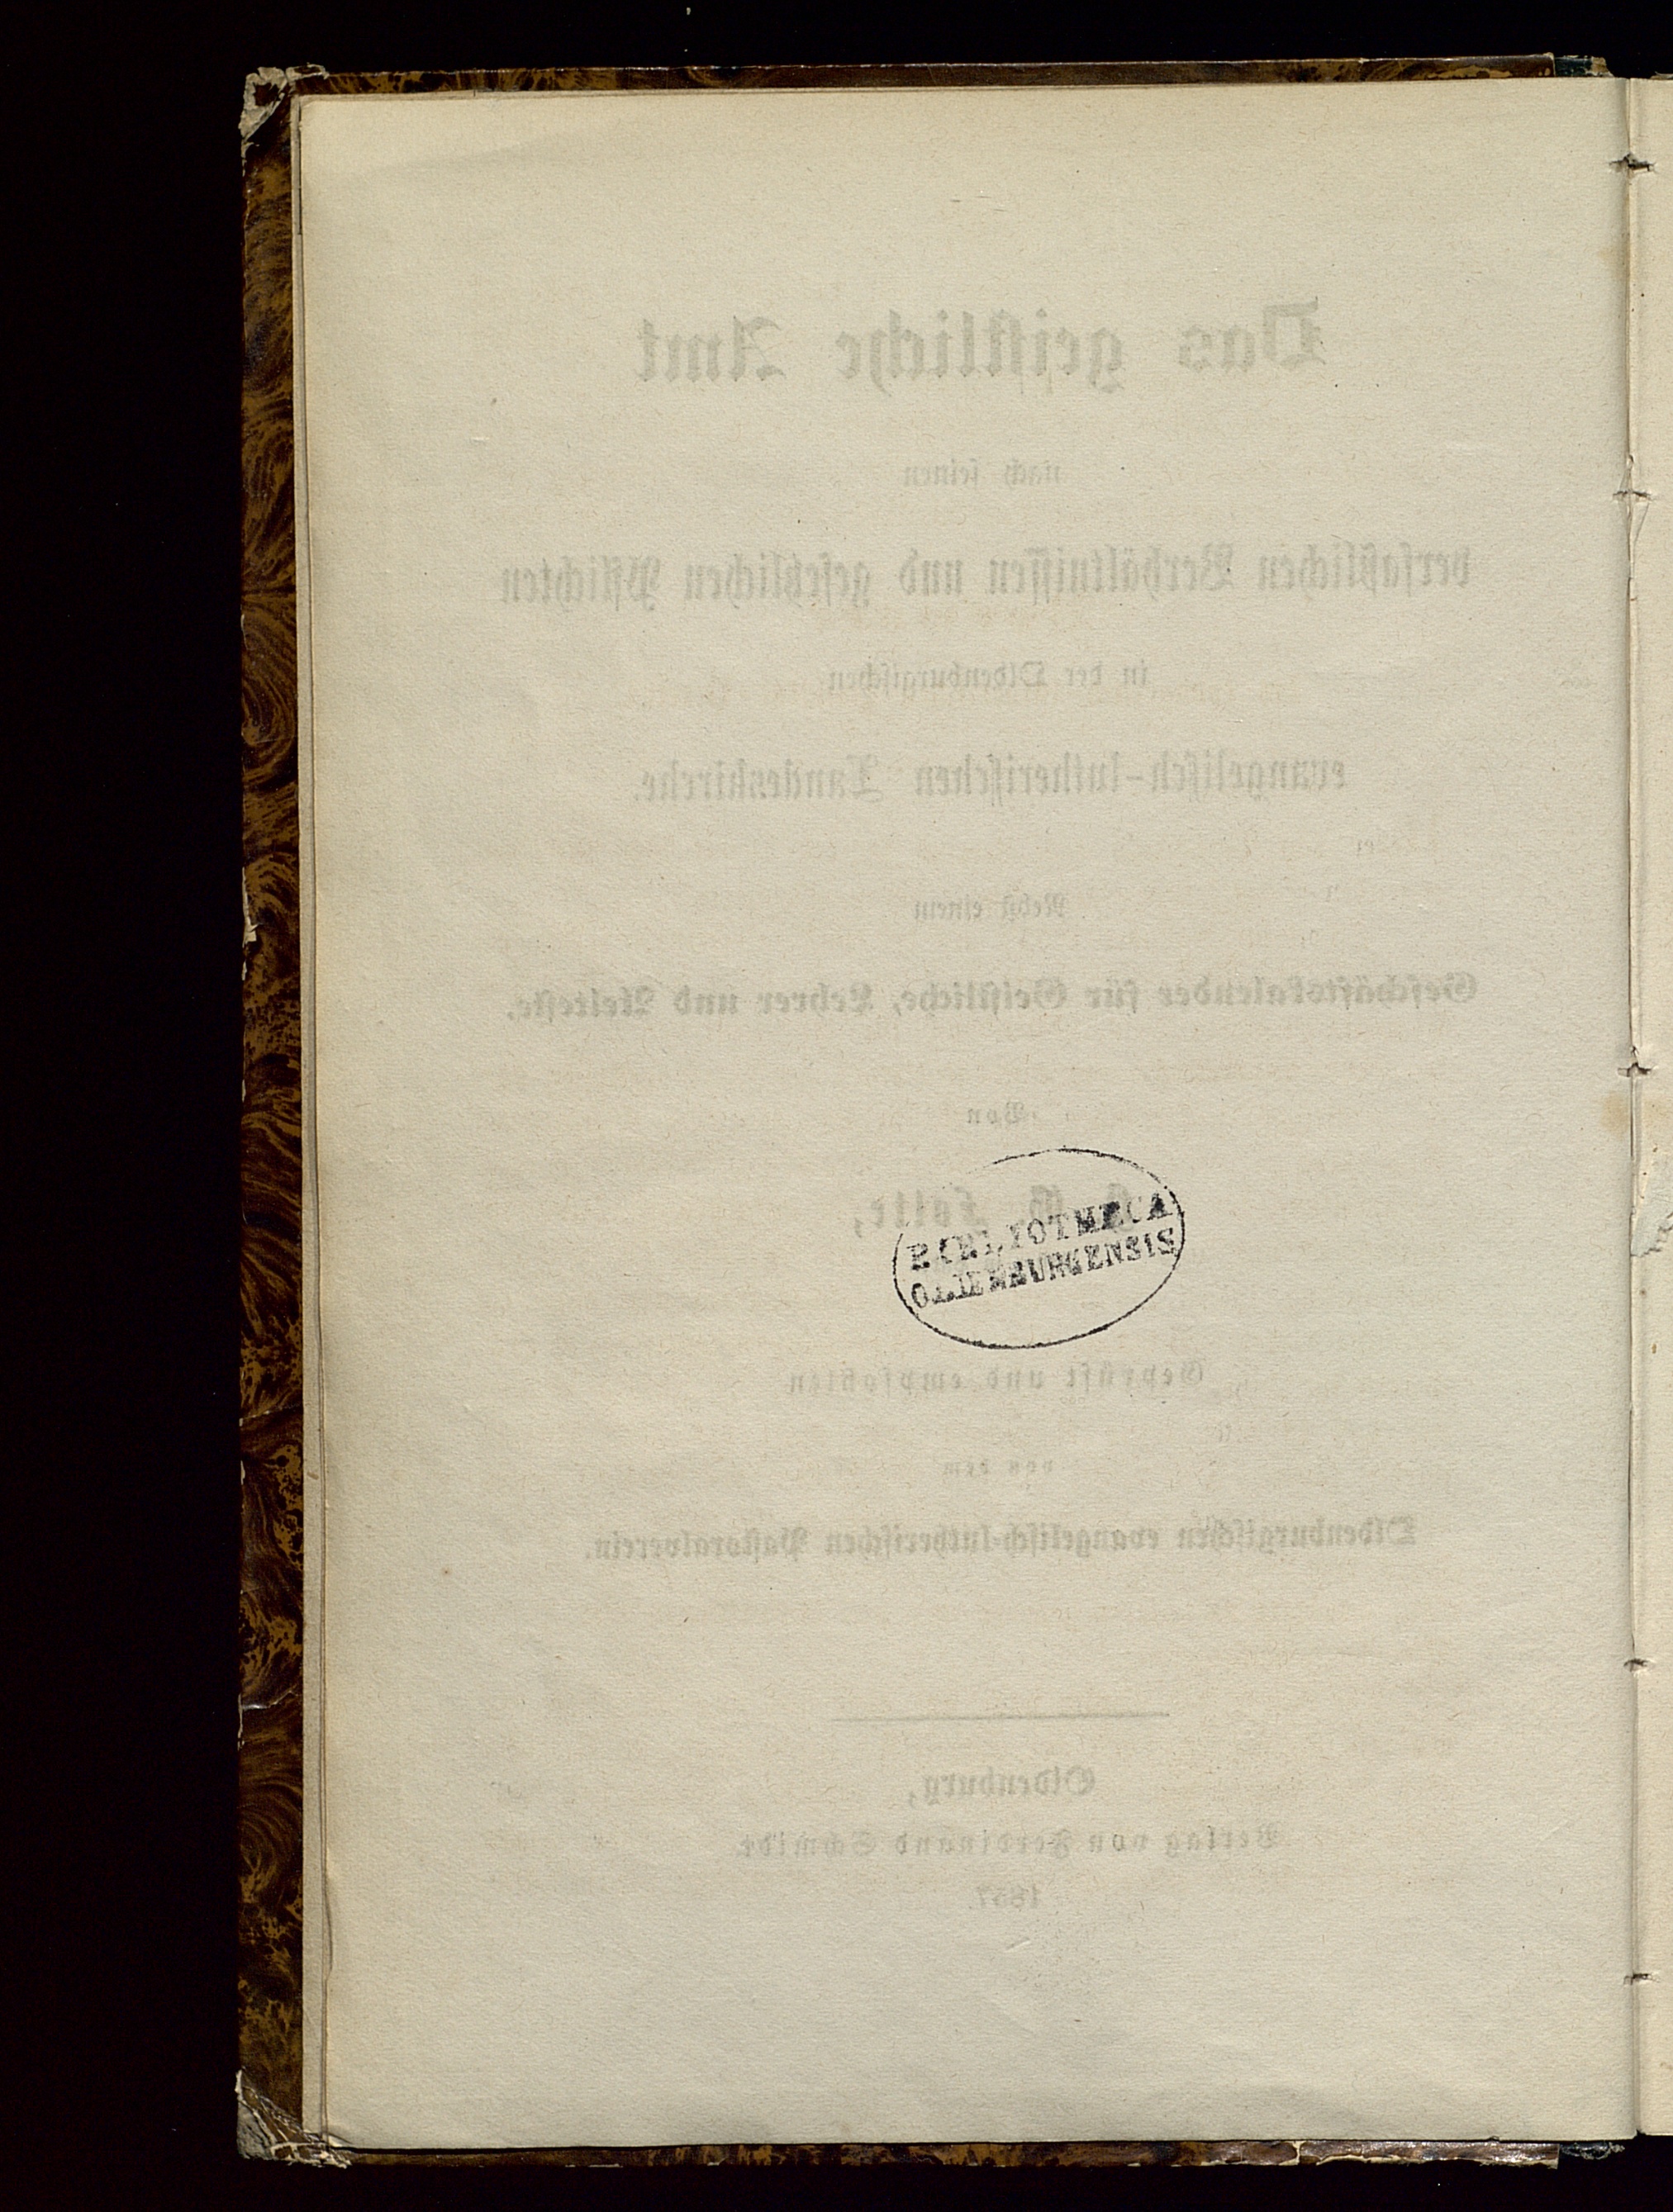 Das geistliche Amt
nach seinen
verfaßlichen Verhältnissen und gesetzlichen Pflichten
in der Oldenburgischen
evangelisch-lutherischen Landeskirche.
Nebst einem
Geschäftskalender für Geistliche, Lehrer und Aelteste.
Von
BIBLIOTHECA
OLDENBURGENSIS
Geprüft und empfohlen
von dem
Oldenburgischen evangelisch-lutherischen Pastoralverein.
Oldenburg,
Verlag von Ferdinand Schmidt.
1857.